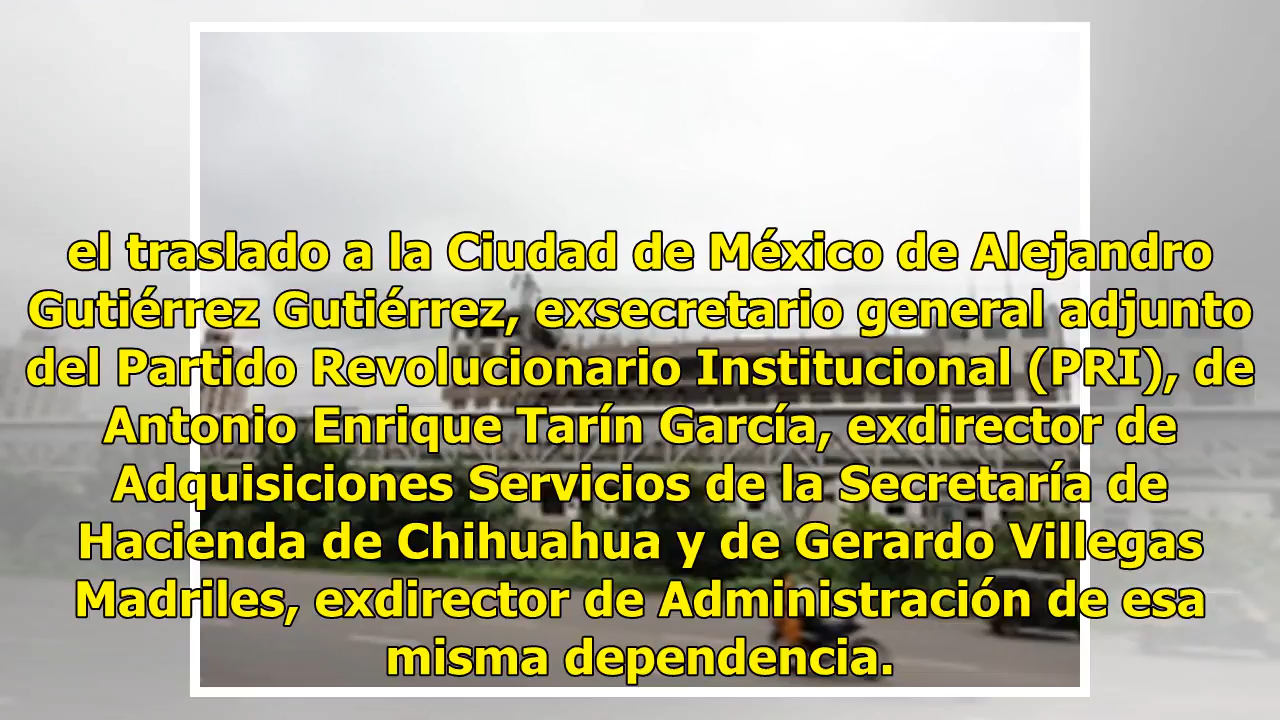 el traslado a la Ciudad de México de Alejandro
Gutiérrez Gutiérrez, exsecretario general adjunto
del Partido Revolucionario Institucional (PRI), de
Antonio Enrique Tarín García, exdirector de
Adquisiciones Servicios de la Secretaría de
Hacienda de Chihuahua y de Gerardo Villegas
Madriles, exdirector de Administración de esa
misma dependencia.